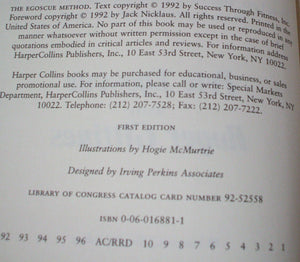 THE EGOSCUE METHOD. Text copyright © 1992 by Success Through Fitness, Inc.
Foreword copyright © 1992 by Jack Nicklaus. All rights reserved. Printed in the
United States of America. No part of this book may be used or reproduced in any
manner whatsoever without written permission except in the case of brief
quotations embodied in critical articles and reviews. For information address
HarperCollins Publishers, Inc., 10 East 53rd Street, New York, NY 10022.
Harper Collins books may be purchased for educational, business, or sales
promotional use. For information, please call or write: Special Markets
Department, HarperCollins Publishers, Inc., 10 East 53rd Street, New York, NY
10022. Telephone: (212) 207-7528; Fax: (212) 207-7222.
FIRST EDITION
Illustrations by Hogie McMurtrie
Designed by Irving Perkins Associates
LIBRARY OF CONGRESS CATALOG CARD NUMBER 92-52558
ISBN 0-06-016881-1
92 93 94 95 96 AC/RRD 10 9 8 7 6 5 4 3 2 1